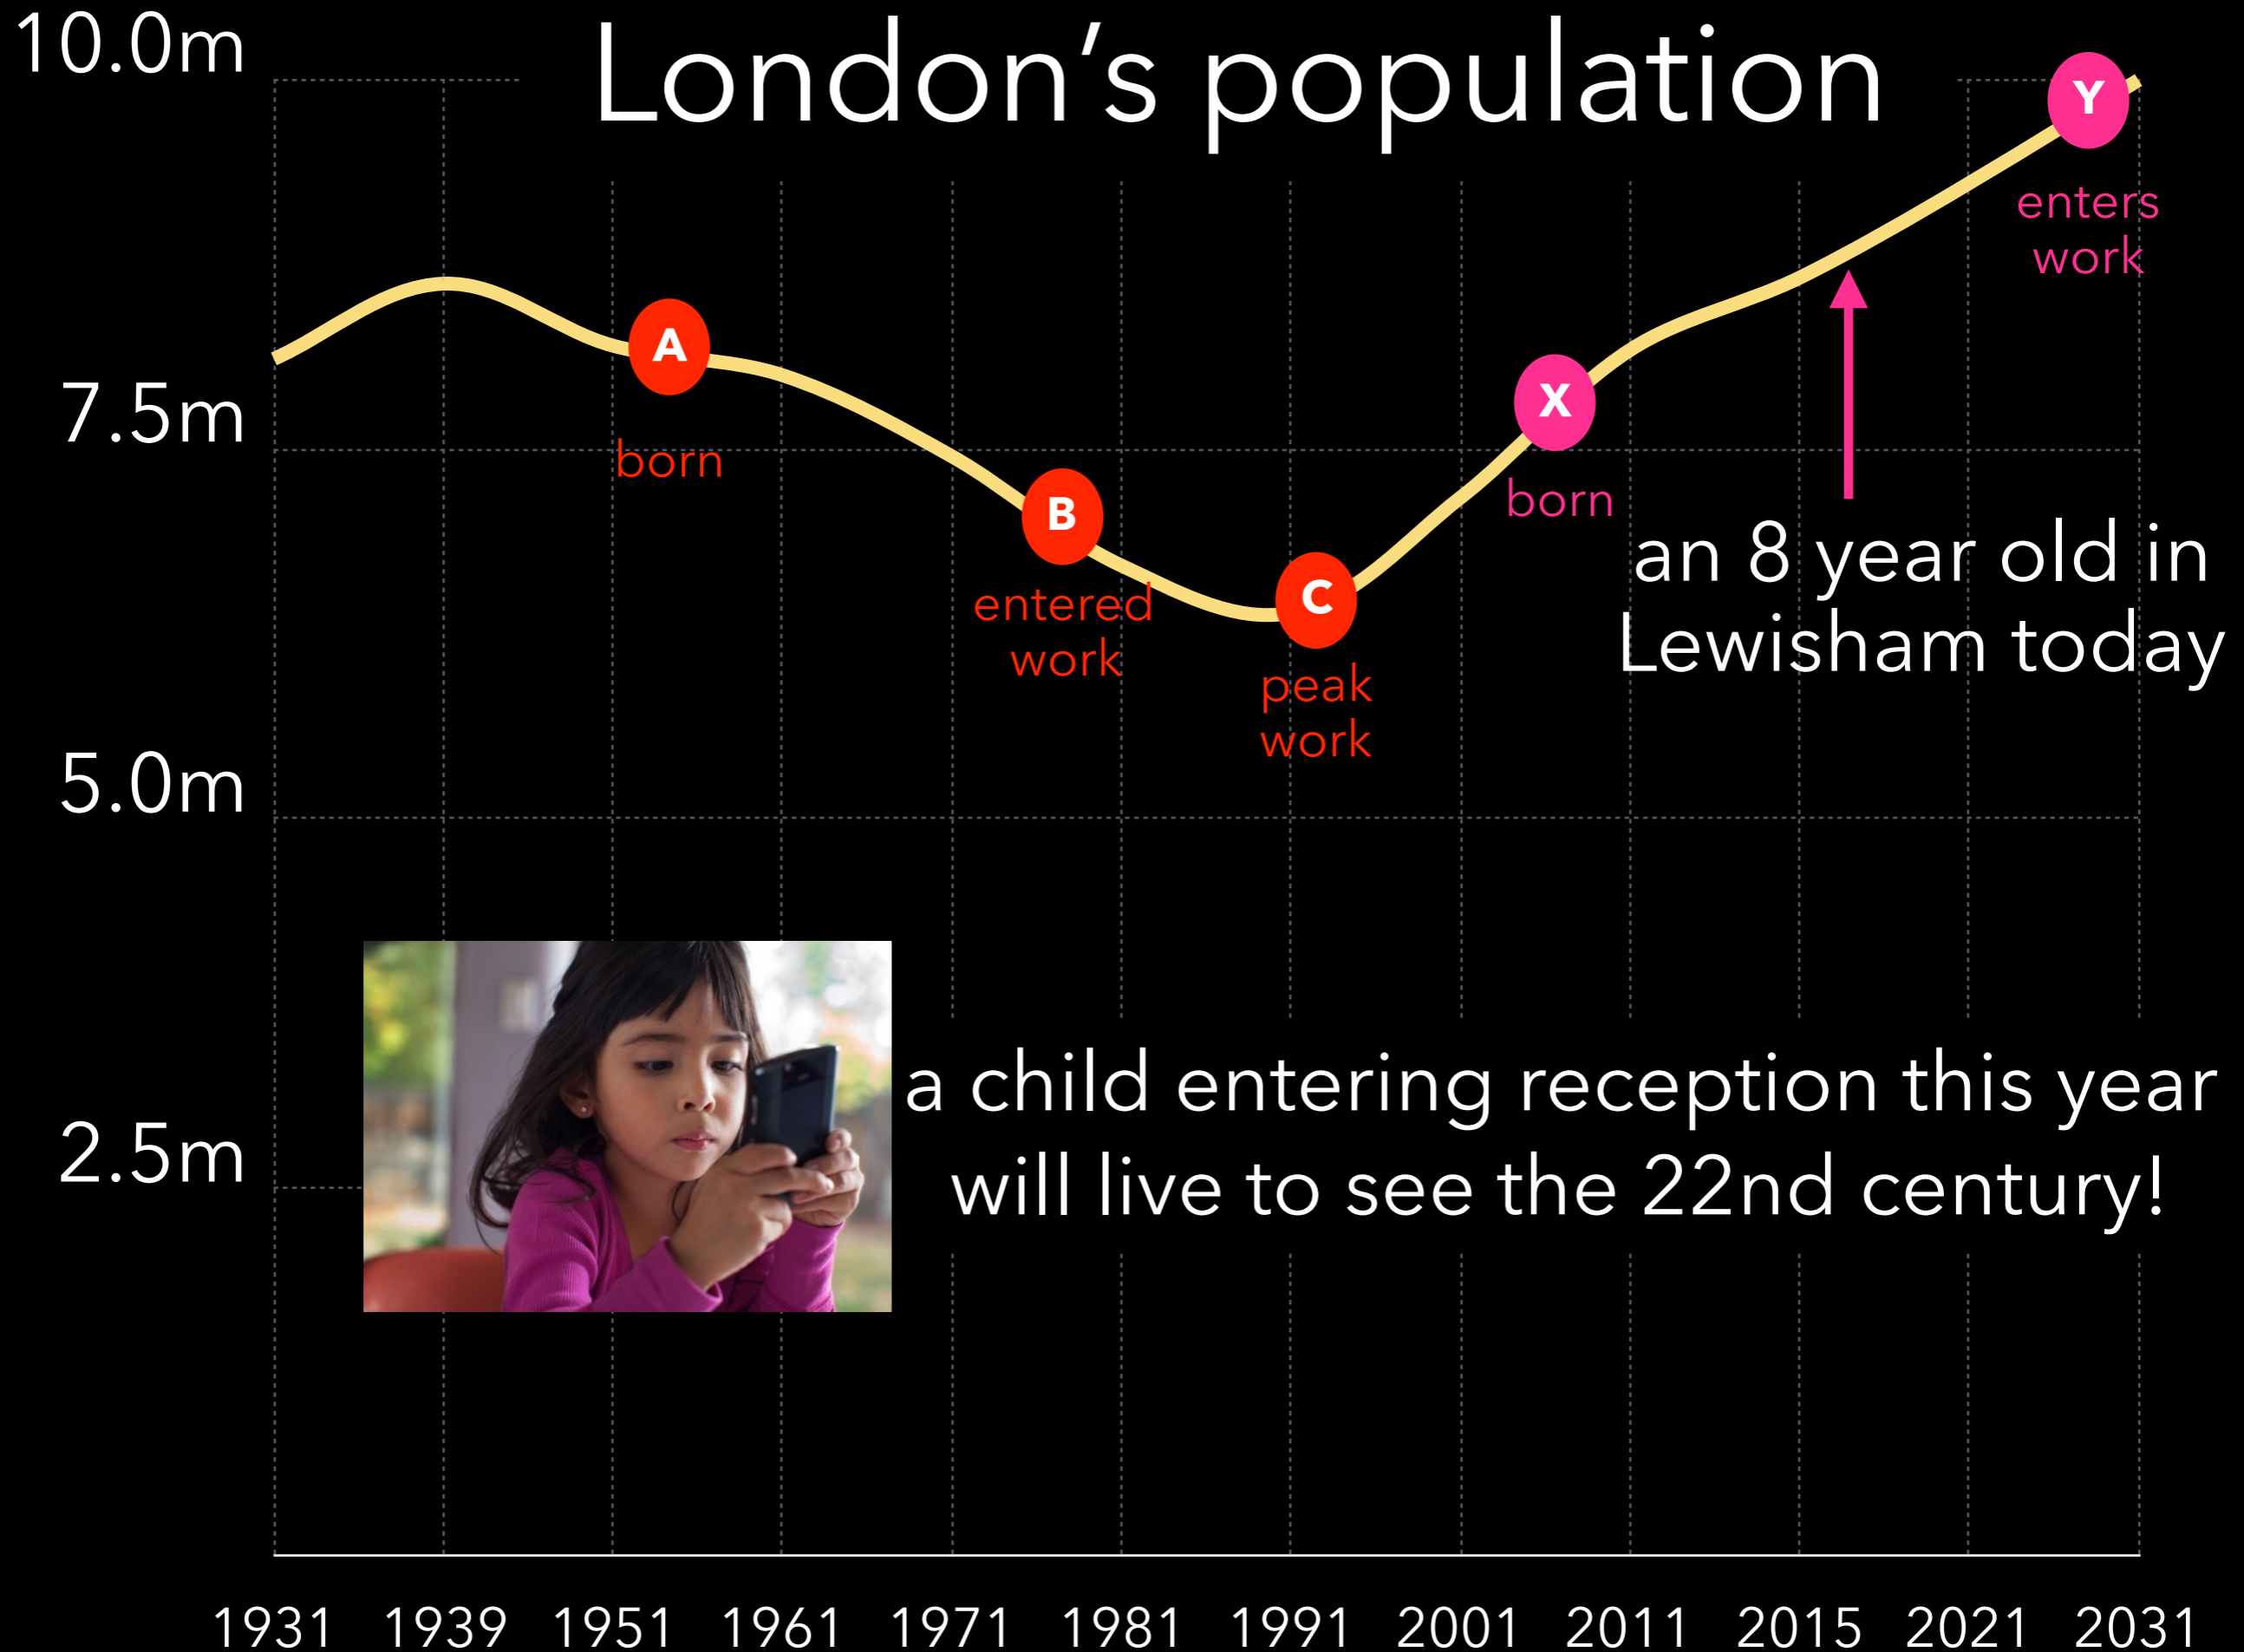 London's population
10.0m
7.5m
5.0m
2.5m
A
born
B
entered
work
C
peak
work
X
born
Y
enters
work
an 8 year old in
Lewisham today
a child entering reception this year
will live to see the 22nd century!
1931 1939 1951 1961 1971 1981 1991 2001 2011 2015 2021 2031